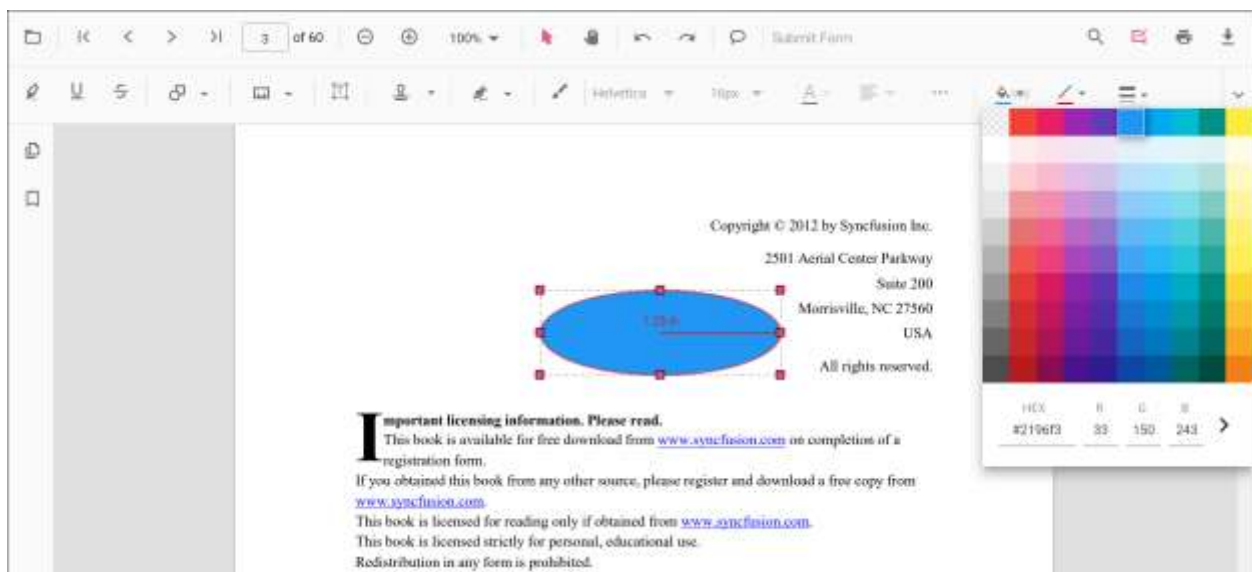 3 of 60 100% Submit Form
Helvetica 16px
Copyright © 2012 by Syncfusion Inc.
2501 Aerial Center Parkway
Suite 200
Morrisville, NC 27560
USA
All rights reserved.
Important licensing information. Please read.
This book is available for free download from www.syncfusion.com on completion of a
registration form.
If you obtained this book from any other source, please register and download a free copy from
www.syncfusion.com.
This book is licensed for reading only if obtained from www.syncfusion.com.
This book is licensed strictly for personal, educational use.
Redistribution in any form is prohibited.
HEX R G B
#2196f3 33 150 243